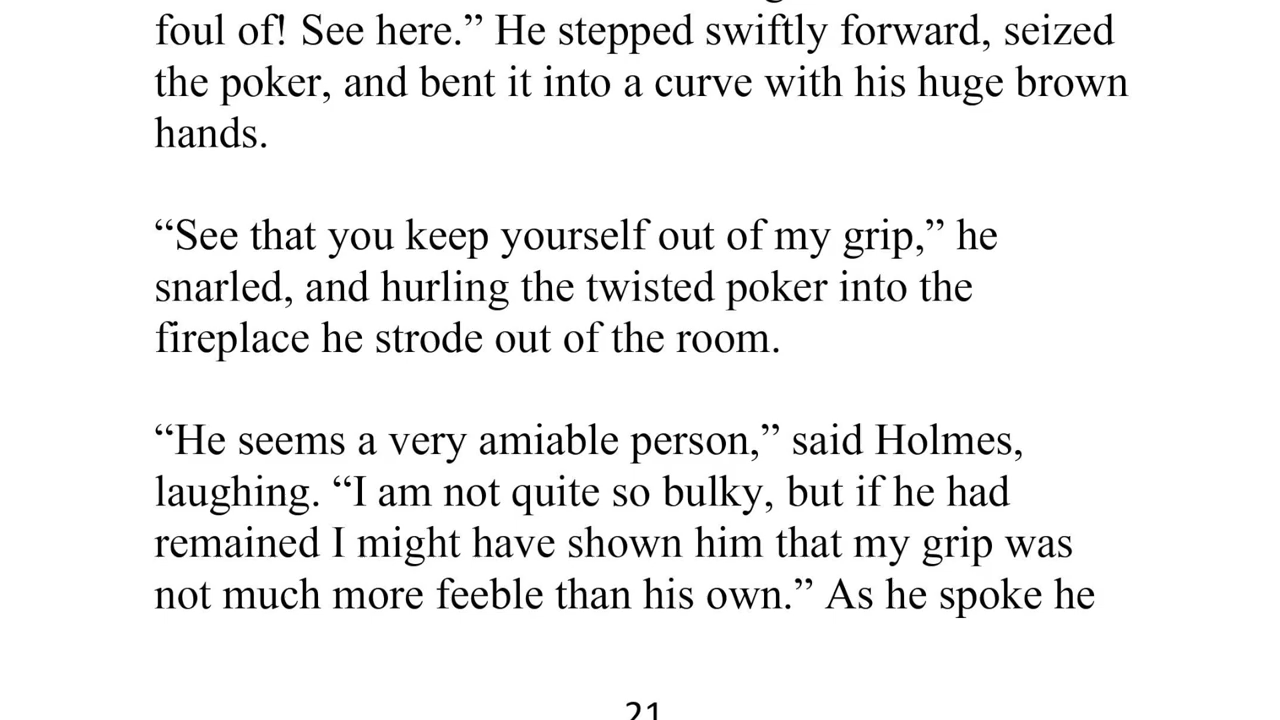 foul of! See here.” He stepped swiftly forward, seized
the poker, and bent it into a curve with his huge brown
hands.
“See that you keep yourself out of my grip,” he
snarled, and hurling the twisted poker into the
fireplace he strode out of the room.
“He seems a very amiable person,” said Holmes,
laughing. “I am not quite so bulky, but if he had
remained I might have shown him that my grip was
not much more feeble than his own.” As he spoke he
21